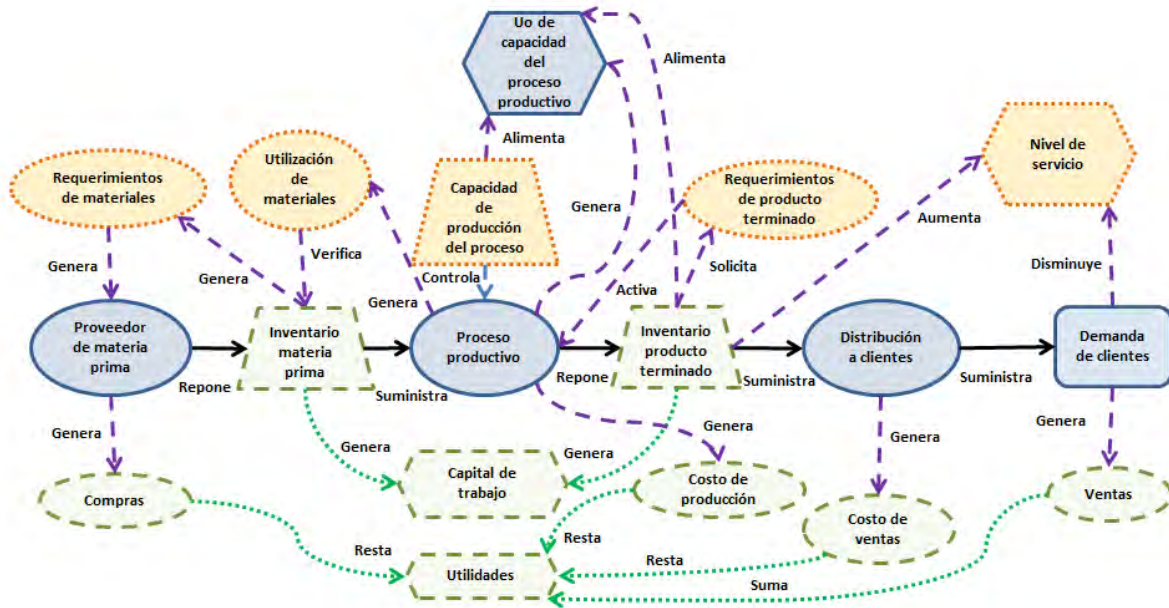 Uo de
capacidad
del
proceso
productivo
Alimenta
Alimenta
Nivel de
servicio
Requerimientos
de materiales
Utilización
de
materiales
Capacidad
de
producción
del proceso
Genera
Requerimientos
de producto
terminado
Aumenta
Genera
Genera
Verifica
Controla
Genera
Activa
Solicita
Disminuye
Proveedor
de materia
prima
Repone
Inventario
materia
prima
Suministra
Proceso
productivo
Repone
Inventario
producto
terminado
Suministra
Distribución
a clientes
Suministra
Demanda
de clientes
Genera
Genera
Genera
Genera
Genera
Genera
Compras
Capital de
trabajo
Costo de
producción
Costo de
ventas
Ventas
Resta
Utilidades
Resta
Resta
Suma